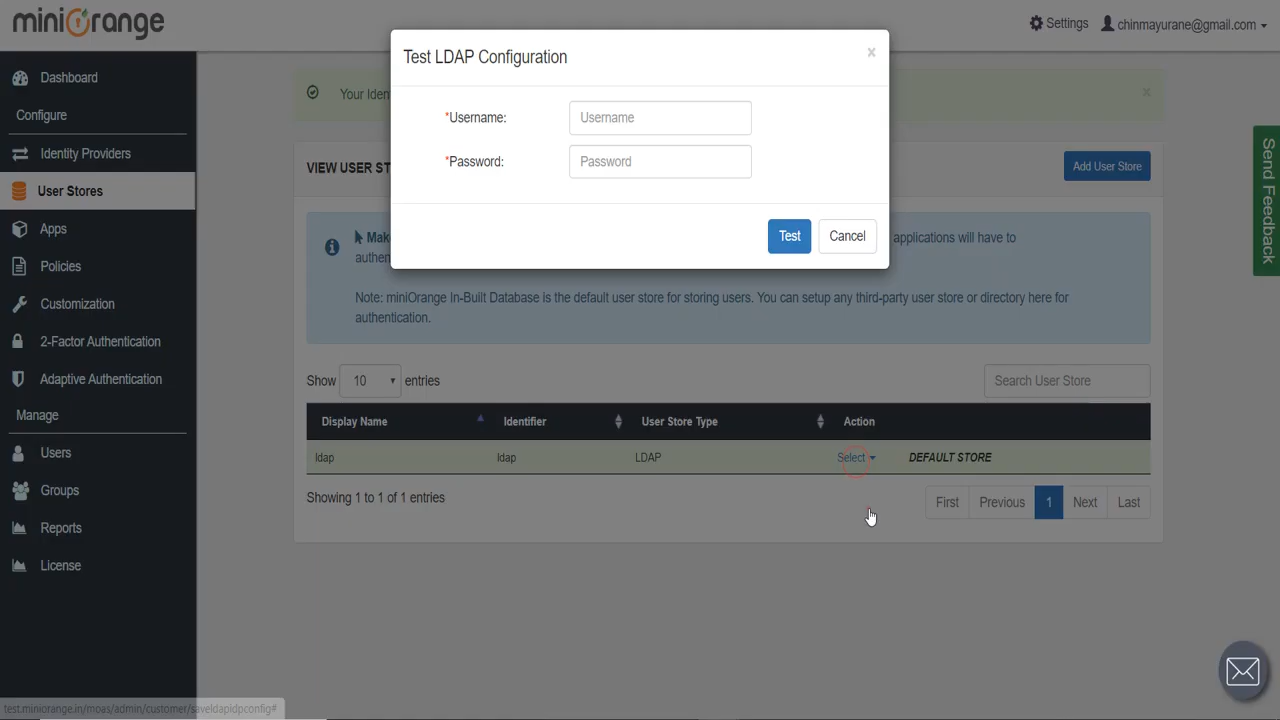 miniOrange
Settings
chinmayurane@gmail.com
Test LDAP Configuration
×
*Username:
Username
*Password:
Password
Test
Cancel
Dashboard
Configure
Identity Providers
User Stores
Apps
Policies
Customization
2-Factor Authentication
Adaptive Authentication
Manage
Users
Groups
Reports
License
Your Iden
×
VIEW USER ST
Add User Store
Mak
applications will have to
authen
Note: miniOrange In-Built Database is the default user store for storing users. You can setup any third-party user store or directory here for
authentication.
Show 10 entries
Search User Store
Display Name Identifier User Store Type Action
ldap ldap LDAP Select DEFAULT STORE
Showing 1 to 1 of 1 entries
First Previous 1 Next Last
Send Feedback
test.miniorange.in/moas/admin/customer/saveldapidpconfig#